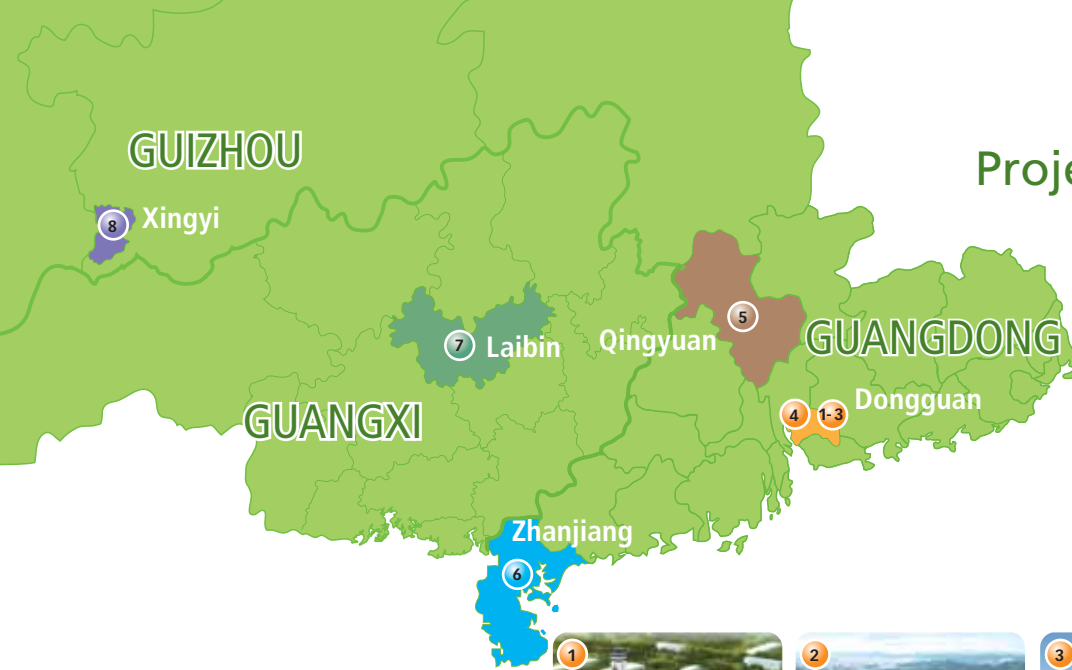 GUIZHOU
Proje
8 Xingyi
5
7 Laibin
Qingyuan
GUANGDONG
4 1-3 Dongguan
GUANGXI
Zhanjiang
6
1
2
3